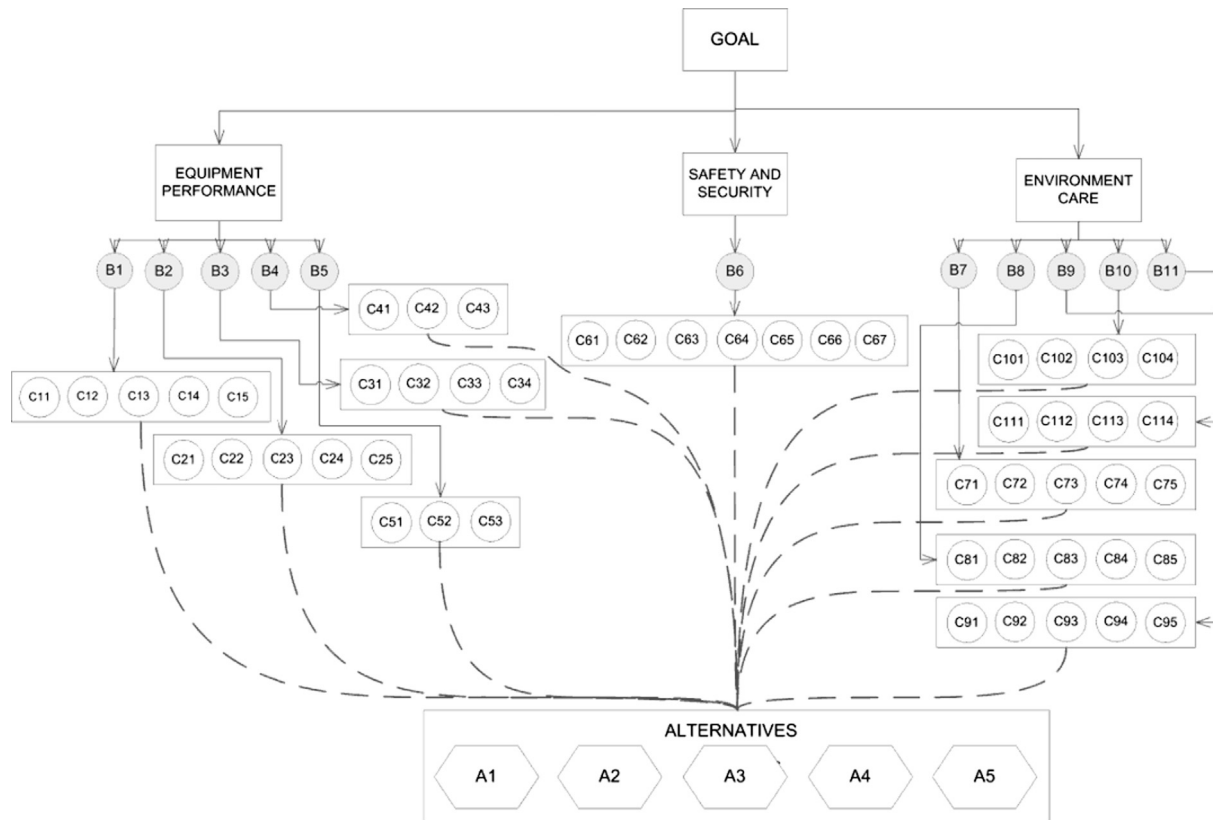 GOAL
EQUIPMENT
PERFORMANCE
SAFETY AND
SECURITY
ENVIRONMENT
CARE
B1 B2 B3 B4 B5
B6
B7 B8 B9 B10 B11
C41 C42 C43
C61 C62 C63 C64 C65 C66 C67
C101 C102 C103 C104
C31 C32 C33 C34
C11 C12 C13 C14 C15
C111 C112 C113 C114
C21 C22 C23 C24 C25
C71 C72 C73 C74 C75
C51 C52 C53
C81 C82 C83 C84 C85
C91 C92 C93 C94 C95
ALTERNATIVES
A1 A2 A3 A4 A5